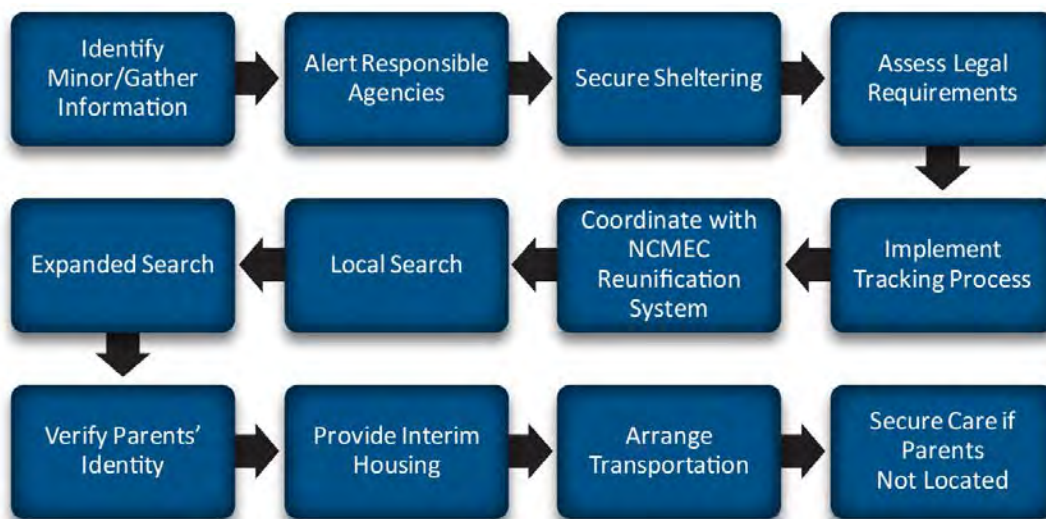 Identify
Minor/Gather
Information
Alert Responsible
Agencies
Secure Sheltering
Assess Legal
Requirements
Implement
Tracking Process
Coordinate with
NCMEC
Reunification
System
Local Search
Expanded Search
Verify Parents’
Identity
Provide Interim
Housing
Arrange
Transportation
Secure Care if
Parents
Not Located